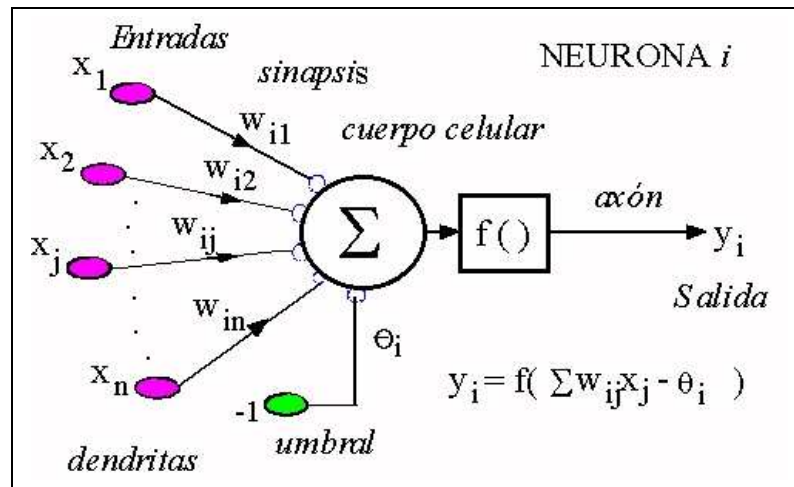 Entradas
NEURONA i
x1
sinapsis
wi1
cuerpo celular
x2
wi2
axón
Σ
f ( )
yi
xj
wij
Salida
win
θi
xn
yi = f( Σwijxj - θi )
-1
umbral
dendritas